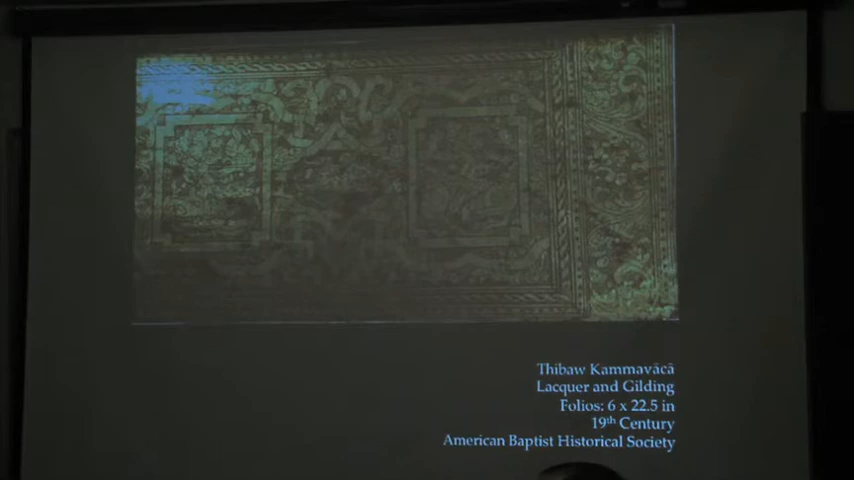 Thibaw Kammavācā
Lacquer and Gilding
Folios: 6 x 22.5 in
19th Century
American Baptist Historical Society